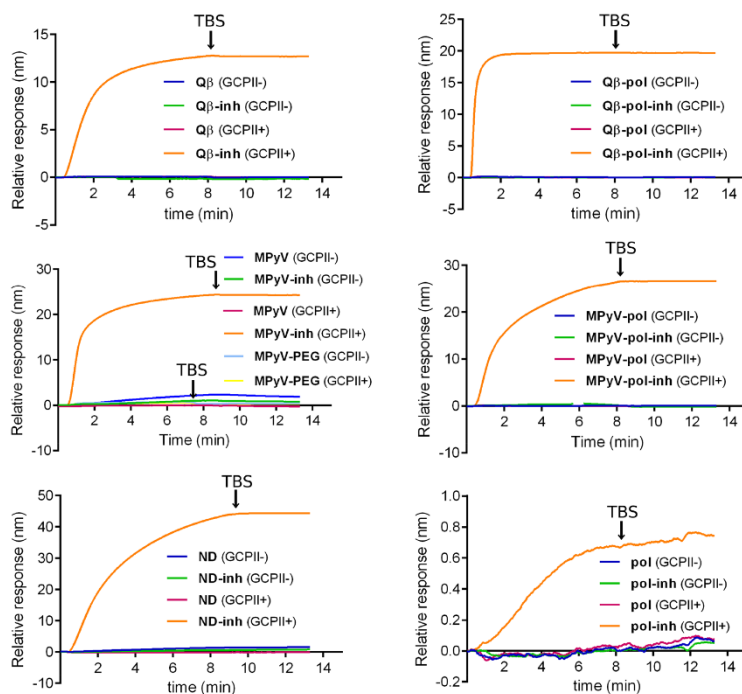 TBS
Relative response (nm)
15
10
5
0
-5
Qβ (GCPII-)
Qβ-inh (GCPII-)
Qβ (GCPII+)
Qβ-inh (GCPII+)
2 4 6 8 10 12 14
time (min)
TBS
Relative response (nm)
25
20
15
10
5
0
-5
Qβ-pol (GCPII-)
Qβ-pol-inh (GCPII-)
Qβ-pol (GCPII+)
Qβ-pol-inh (GCPII+)
2 4 6 8 10 12 14
time (min)
TBS
Relative response (nm)
30
20
10
0
-10
MPyV (GCPII-)
MPyV-inh (GCPII-)
MPyV (GCPII+)
MPyV-inh (GCPII+)
MPyV-PEG (GCPII-)
MPyV-PEG (GCPII+)
TBS
2 4 6 8 10 12 14
Time (min)
TBS
Relative response (nm)
30
20
10
0
-10
MPyV-pol (GCPII-)
MPyV-pol-inh (GCPII-)
MPyV-pol (GCPII+)
MPyV-pol-inh (GCPII+)
2 4 6 8 10 12 14
Time (min)
TBS
Relative response (nm)
50
40
30
20
10
0
-10
ND (GCPII-)
ND-inh (GCPII-)
ND (GCPII+)
ND-inh (GCPII+)
2 4 6 8 10 12 14
time (min)
TBS
Relative response (nm)
1.0
0.8
0.6
0.4
0.2
0.0
-0.2
pol (GCPII-)
pol-inh (GCPII-)
pol (GCPII+)
pol-inh (GCPII+)
2 4 6 8 10 12 14
time (min)